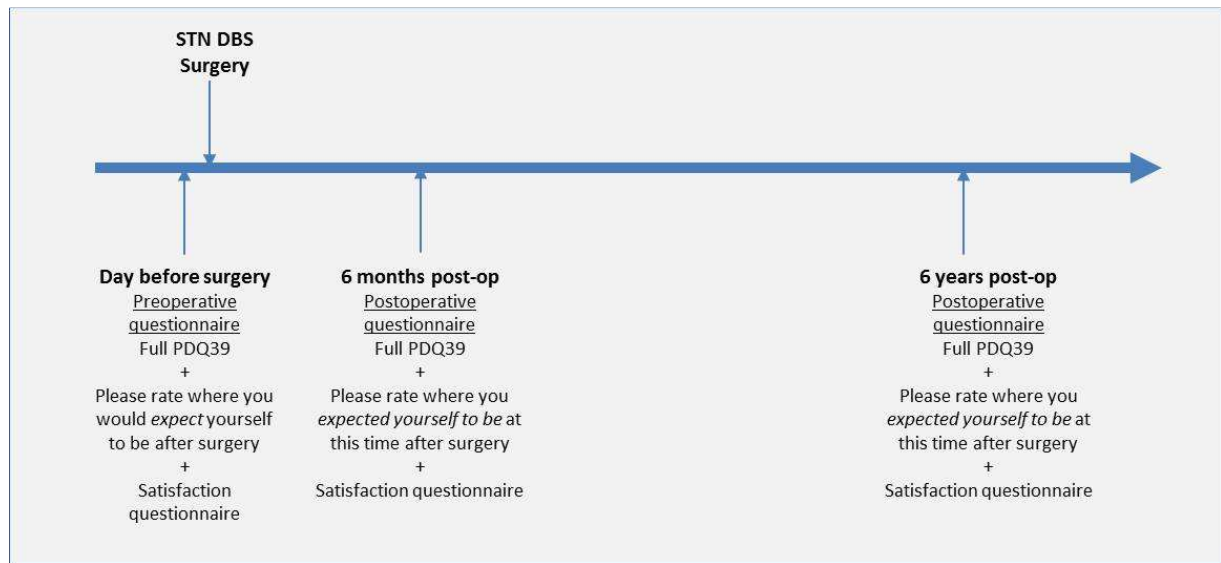 STN DBS
Surgery
Day before surgery
Preoperative
questionnaire
Full PDQ39
+
Please rate where you
would expect yourself
to be after surgery
+
Satisfaction
questionnaire
6 months post-op
Postoperative
questionnaire
Full PDQ39
+
Please rate where you
expected yourself to be at
this time after surgery
+
Satisfaction questionnaire
6 years post-op
Postoperative
questionnaire
Full PDQ39
+
Please rate where you
expected yourself to be at
this time after surgery
+
Satisfaction questionnaire